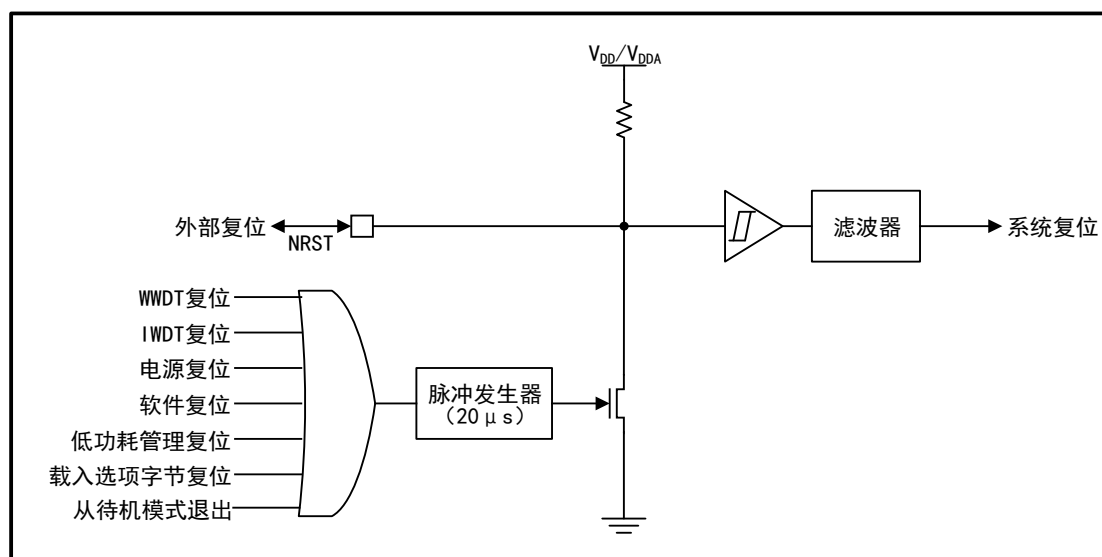 VDD/VDDA
外部复位
NRST
滤波器
系统复位
WWDT复位
IWDT复位
电源复位
软件复位
低功耗管理复位
载入选项字节复位
从待机模式退出
脉冲发生器
（20μs）